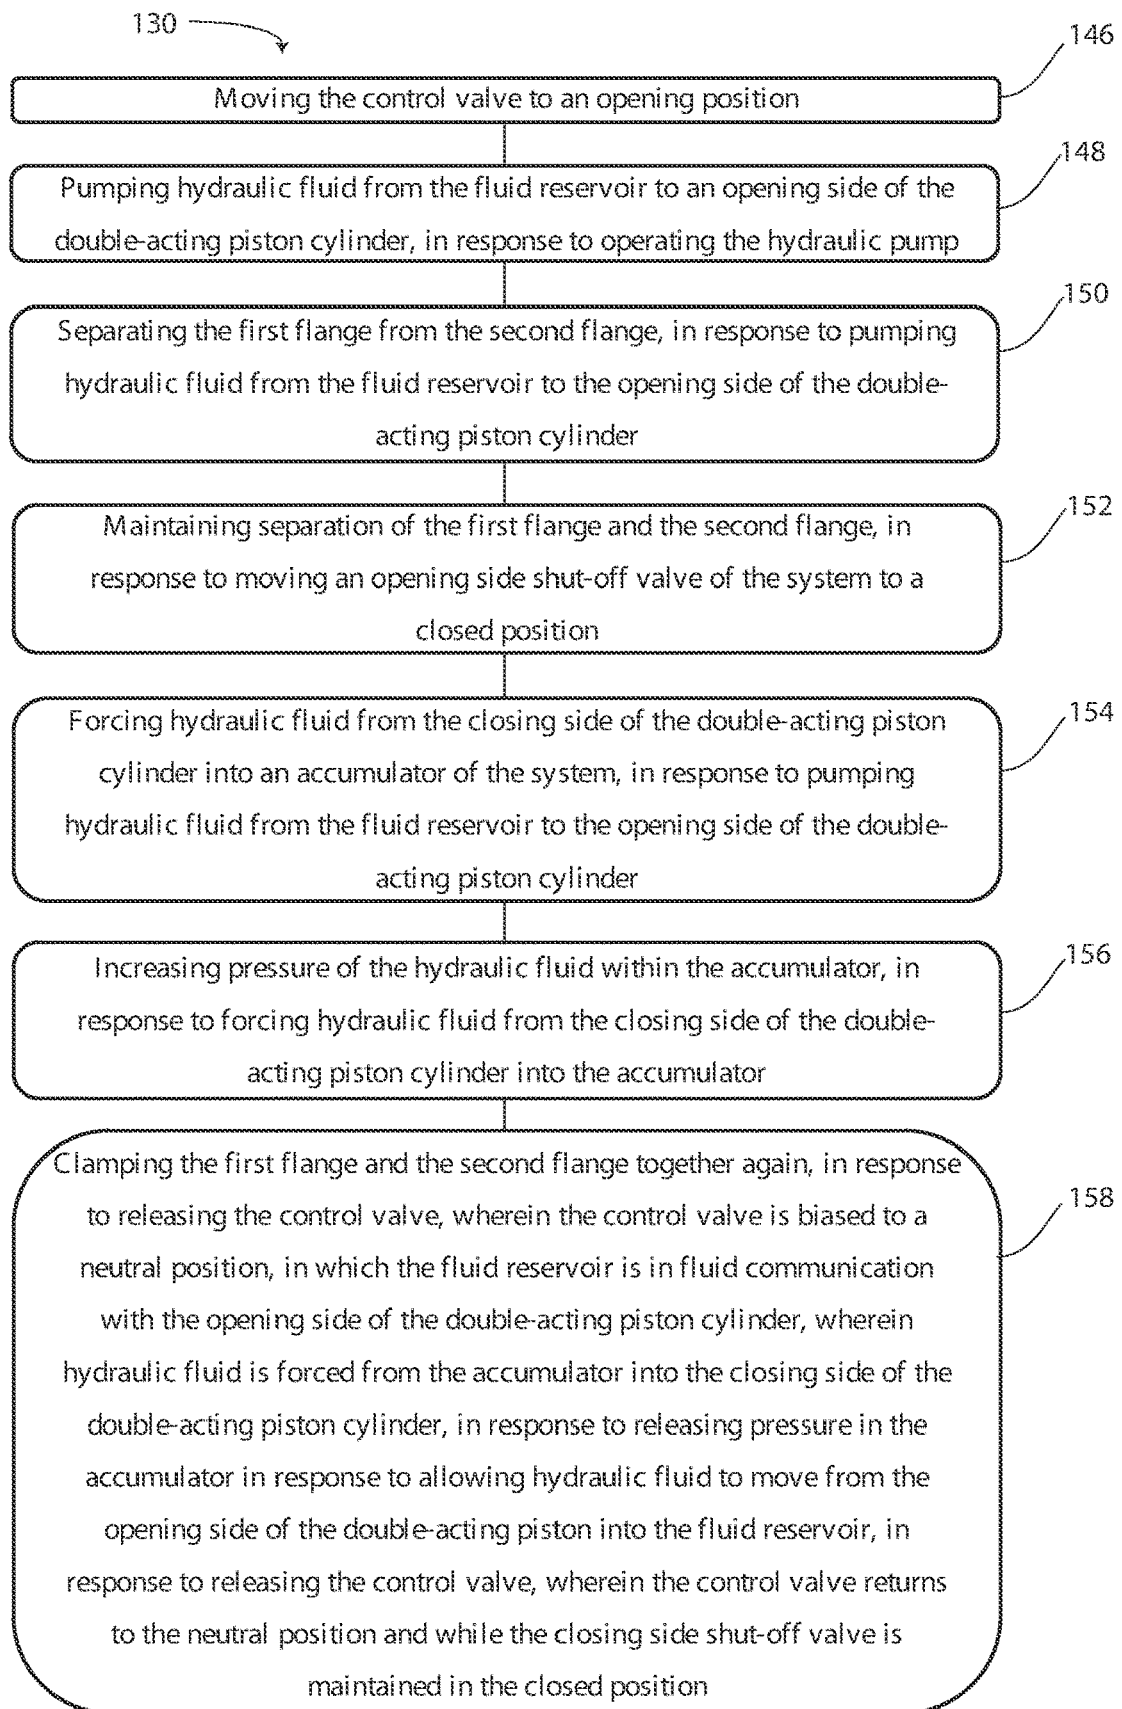 130
146
Moving the control valve to an opening position
148
Pumping hydraulic fluid from the fluid reservoir to an opening side of the
double-acting piston cylinder, in response to operating the hydraulic pump
150
Separating the first flange from the second flange, in response to pumping
hydraulic fluid from the fluid reservoir to the opening side of the double-
acting piston cylinder
152
Maintaining separation of the first flange and the second flange, in
response to moving an opening side shut-off valve of the system to a
closed position
154
Forcing hydraulic fluid from the closing side of the double-acting piston
cylinder into an accumulator of the system, in response to pumping
hydraulic fluid from the fluid reservoir to the opening side of the double-
acting piston cylinder
156
Increasing pressure of the hydraulic fluid within the accumulator, in
response to forcing hydraulic fluid from the closing side of the double-
acting piston cylinder into the accumulator
158
Clamping the first flange and the second flange together again, in response
to releasing the control valve, wherein the control valve is biased to a
neutral position, in which the fluid reservoir is in fluid communication
with the opening side of the double-acting piston cylinder, wherein
hydraulic fluid is forced from the accumulator into the closing side of the
double-acting piston cylinder, in response to releasing pressure in the
accumulator in response to allowing hydraulic fluid to move from the
opening side of the double-acting piston into the fluid reservoir, in
response to releasing the control valve, wherein the control valve returns
to the neutral position and while the closing side shut-off valve is
maintained in the closed position